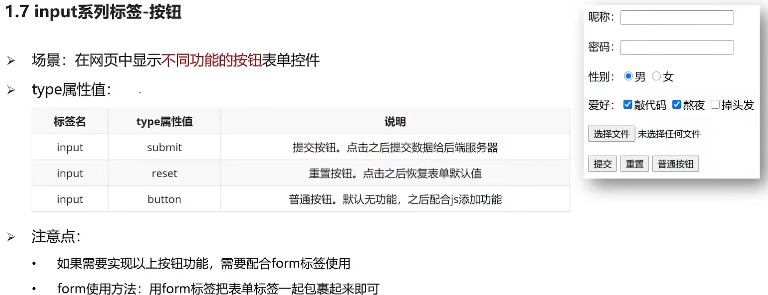 1.7 input系列标签-按钮
➢ 场景：在网页中显示不同功能的按钮表单控件
➢ type属性值：
标签名 type属性值 说明
input submit 提交按钮。点击之后提交数据给后端服务器
input reset 重置按钮。点击之后恢复表单默认值
input button 普通按钮。默认无功能，之后配合js添加功能
➢ 注意点：
• 如果需要实现以上按钮功能，需要配合form标签使用
• form使用方法：用form标签把表单标签一起包裹起来即可
昵称：
密码：
性别： 男 女
爱好： 敲代码 熬夜 掉头发
选择文件 未选择任何文件
提交 重置 普通按钮